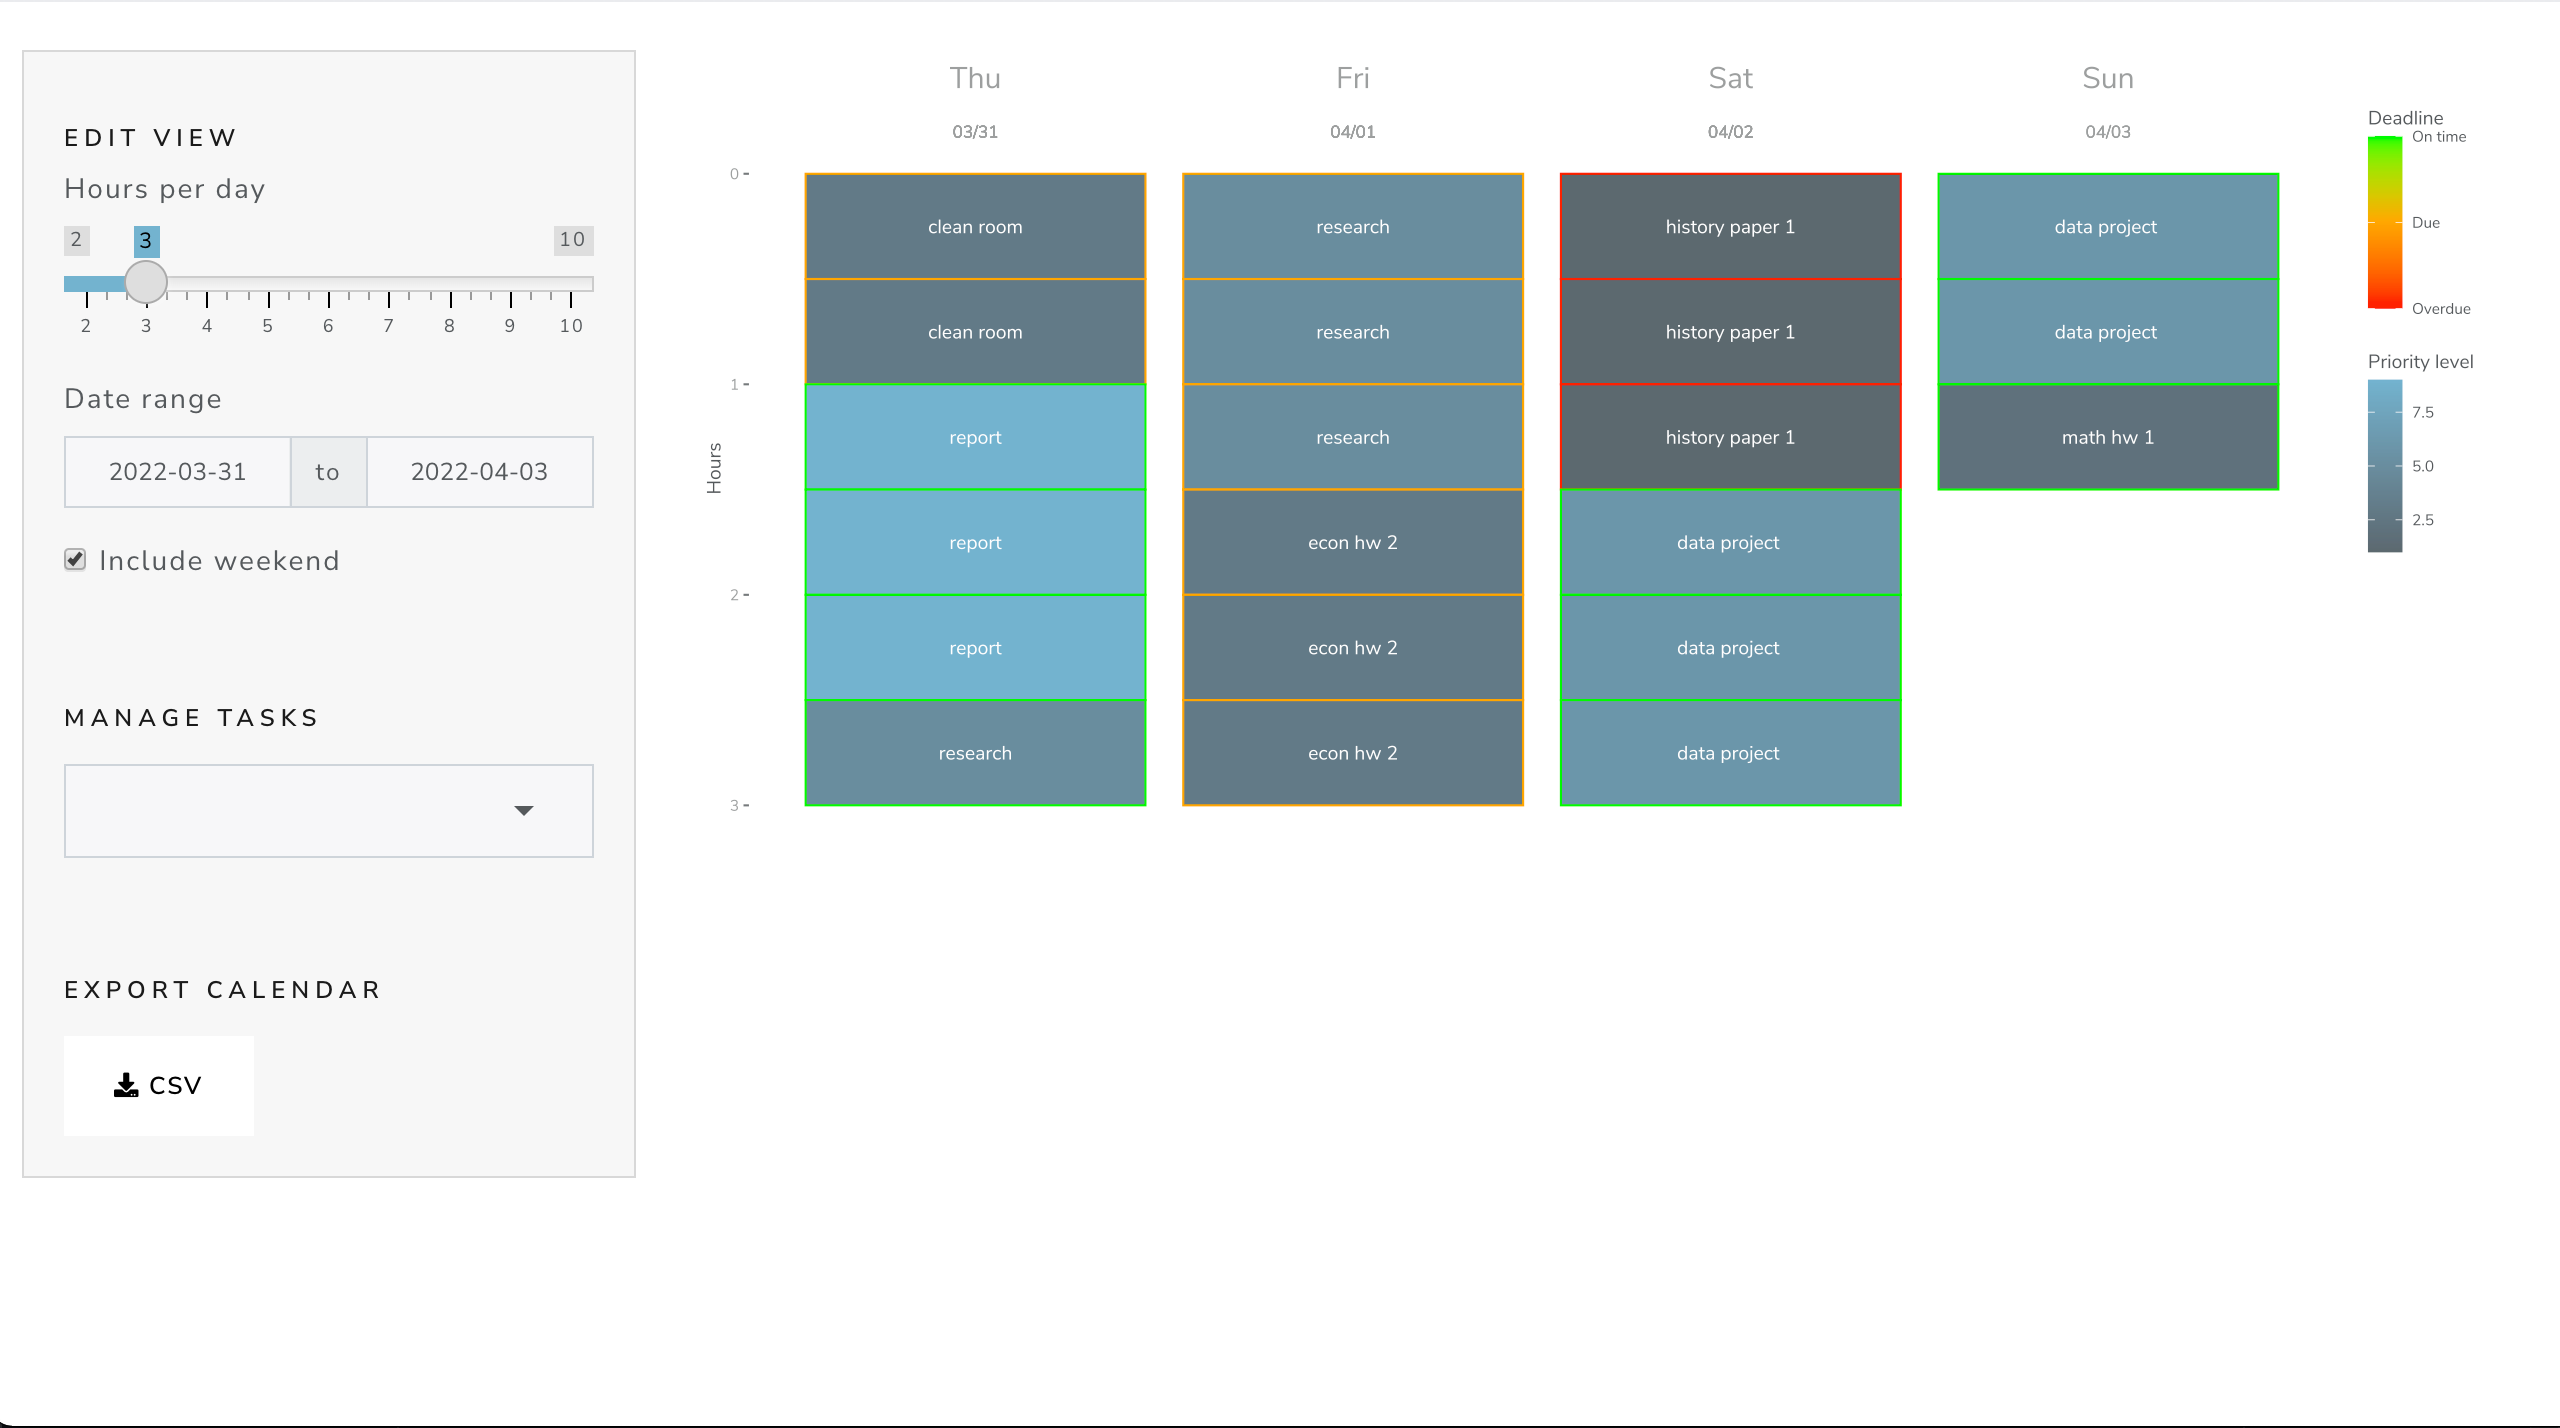 EDIT VIEW
Hours per day
2 3 10
2 3 4 5 6 7 8 9 10
Date range
2022-03-31 to 2022-04-03
Include weekend
MANAGE TASKS
EXPORT CALENDAR
CSV
Thu Fri Sat Sun
03/31 04/01 04/02 04/03
Hours
0
1
2
3
clean room research history paper 1 data project
clean room research history paper 1 data project
report research history paper 1 math hw 1
report econ hw 2 data project
report econ hw 2 data project
research econ hw 2 data project
Deadline
On time
Due
Overdue
Priority level
7.5
5.0
2.5